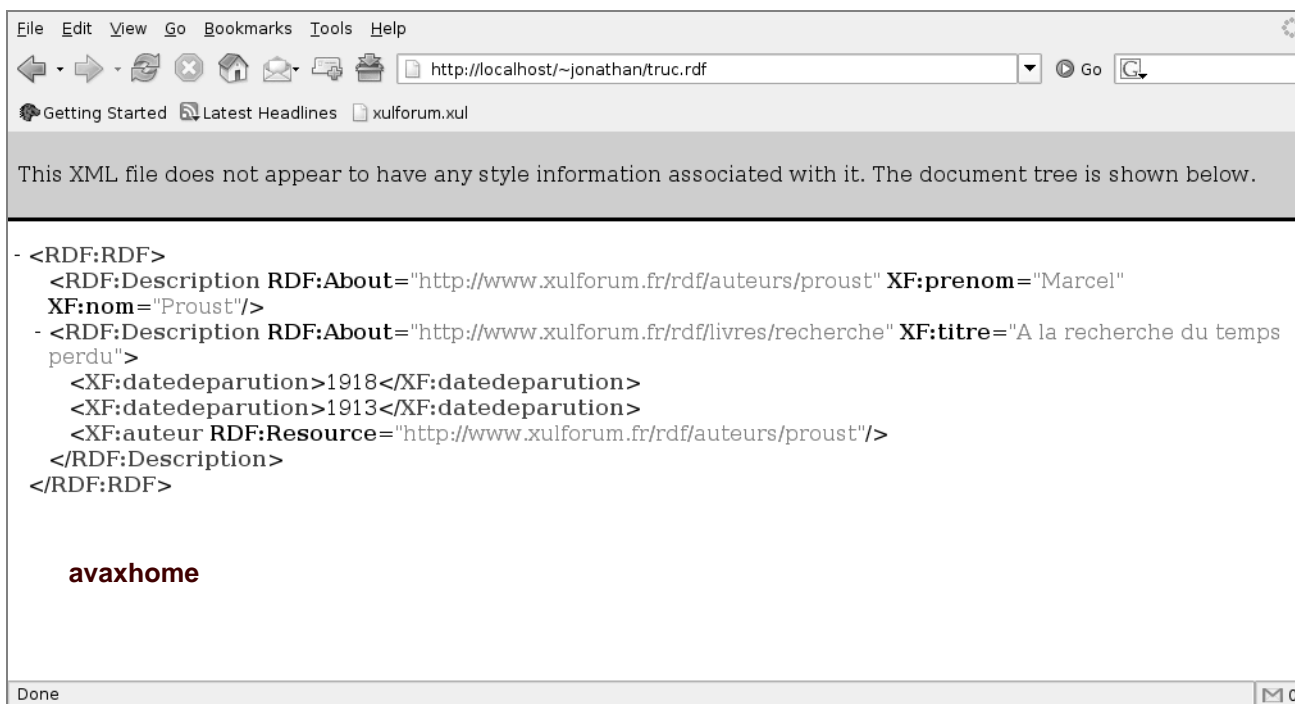 File Edit View Go Bookmarks Tools Help
http://localhost/~jonathan/truc.rdf Go G
Getting Started Latest Headlines xulforum.xul
This XML file does not appear to have any style information associated with it. The document tree is shown below.
- <RDF:RDF>
<RDF:Description RDF:About="http://www.xulforum.fr/rdf/auteurs/proust" XF:prenom="Marcel"
XF:nom="Proust"/>
- <RDF:Description RDF:About="http://www.xulforum.fr/rdf/livres/recherche" XF:titre="A la recherche du temps
perdu">
<XF:datedeparution>1918</XF:datedeparution>
<XF:datedeparution>1913</XF:datedeparution>
<XF:auteur RDF:Resource="http://www.xulforum.fr/rdf/auteurs/proust"/>
</RDF:Description>
</RDF:RDF>
avaxhome
Done 0